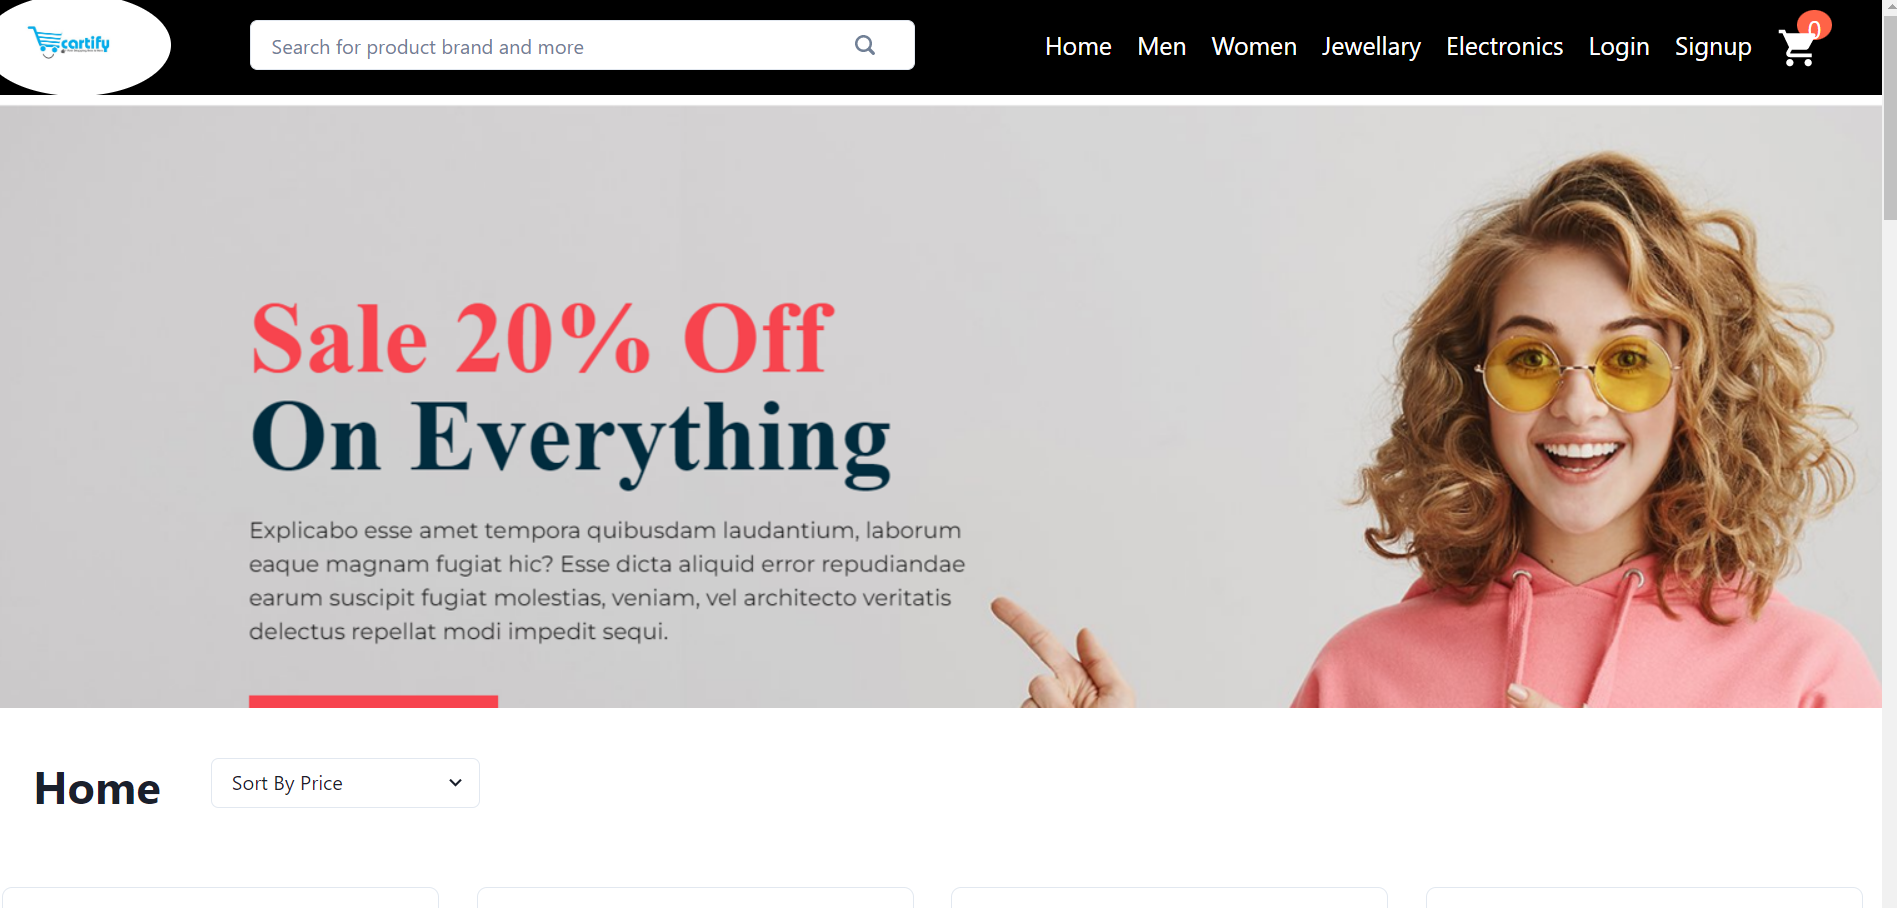 cartify
Search for product brand and more
Home Men Women Jewellary Electronics Login Signup 0
Sale 20% Off
On Everything
Explicabo esse amet tempora quibusdam laudantium, laborum
eaque magnam fugiat hic? Esse dicta aliquid error repudiandae
earum suscipit fugiat molestias, veniam, vel architecto veritatis
delectus repellat modi impedit sequi.
Home
Sort By Price